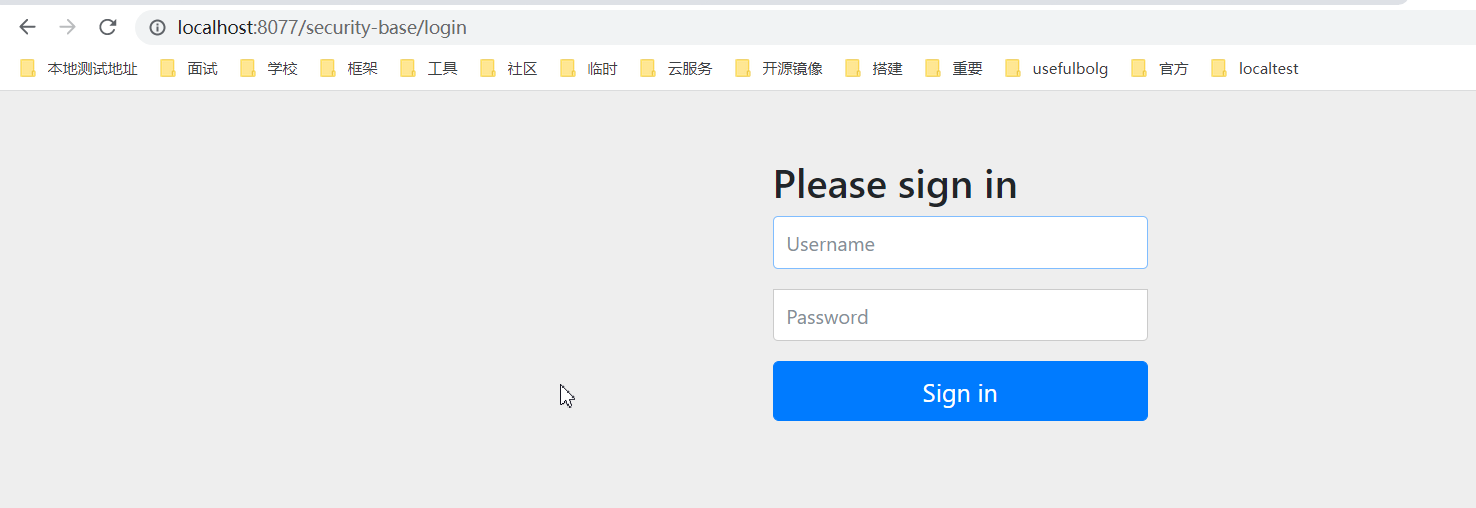 localhost:8077/security-base/login
本地测试地址 面试 学校 框架 工具 社区 临时 云服务 开源镜像 搭建 重要 usefulbolg 官方 localtest
Please sign in
Username
Password
Sign in